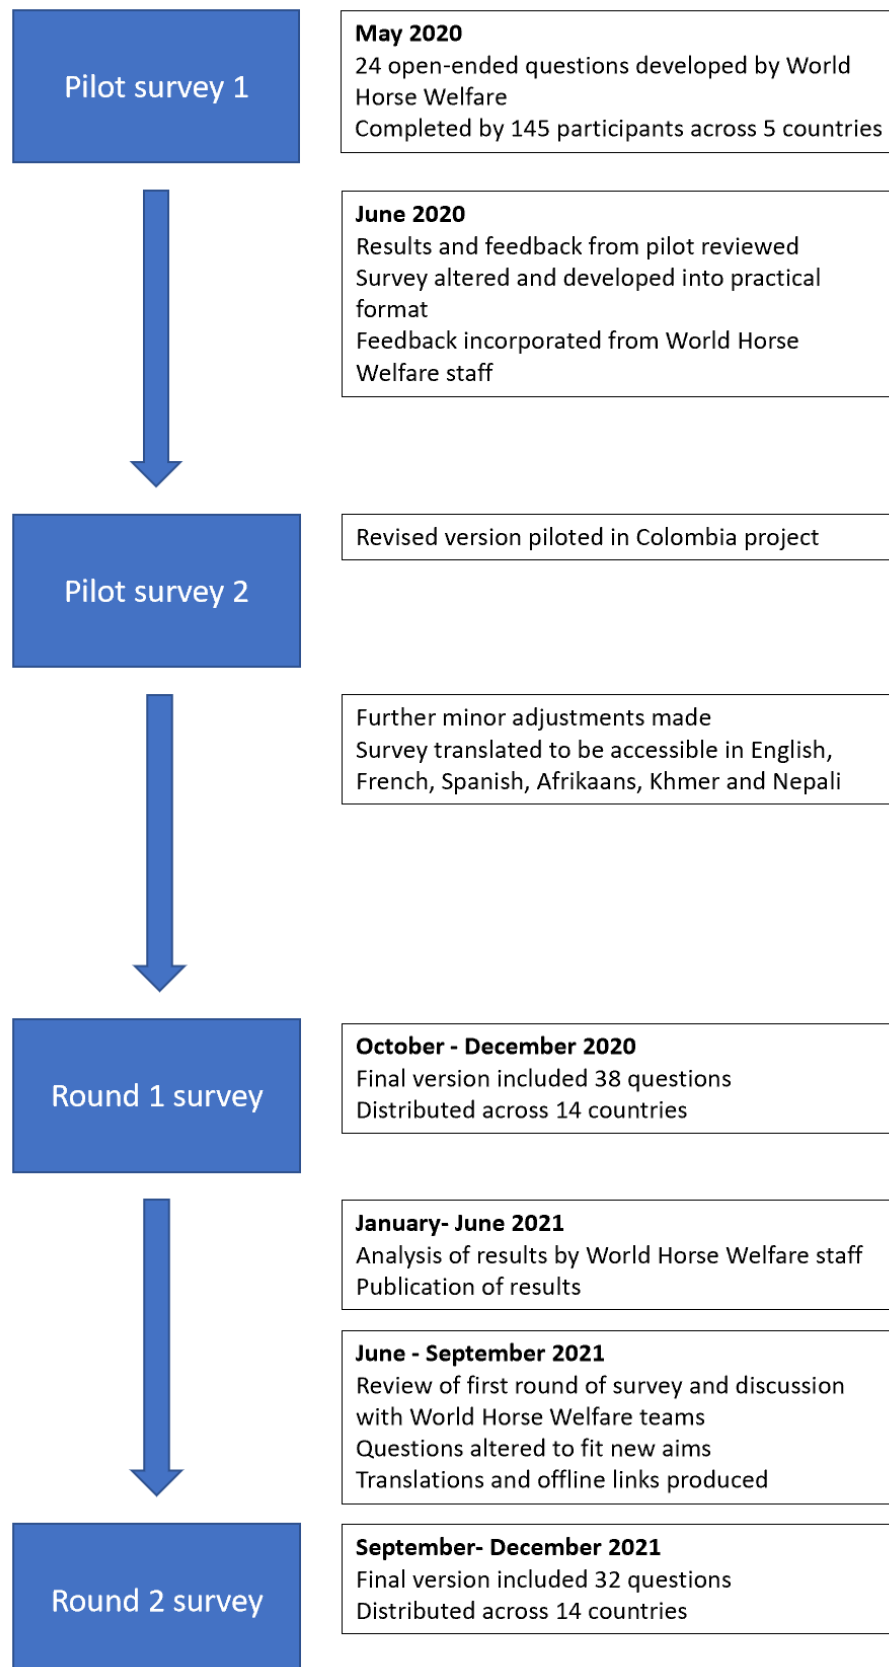 Pilot survey 1
May 2020
24 open-ended questions developed by World
Horse Welfare
Completed by 145 participants across 5 countries
June 2020
Results and feedback from pilot reviewed
Survey altered and developed into practical
format
Feedback incorporated from World Horse
Welfare staff
Pilot survey 2
Revised version piloted in Colombia project
Further minor adjustments made
Survey translated to be accessible in English,
French, Spanish, Afrikaans, Khmer and Nepali
Round 1 survey
October - December 2020
Final version included 38 questions
Distributed across 14 countries
January- June 2021
Analysis of results by World Horse Welfare staff
Publication of results
June - September 2021
Review of first round of survey and discussion
with World Horse Welfare teams
Questions altered to fit new aims
Translations and offline links produced
Round 2 survey
September- December 2021
Final version included 32 questions
Distributed across 14 countries